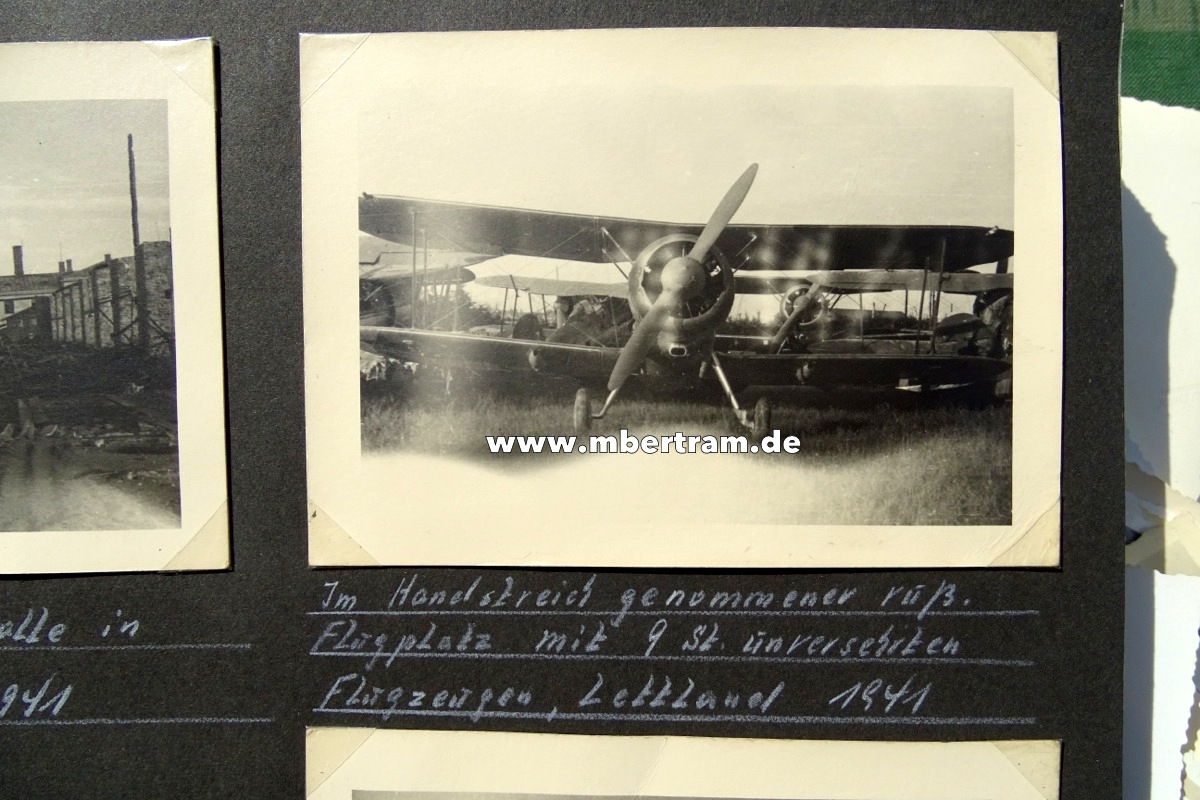 www.mbertram.de
Im Handstreich genommener ruß.
Flugplatz mit 9 St. unversehrten
Flugzeugen, Lettland 1941
alle in
941